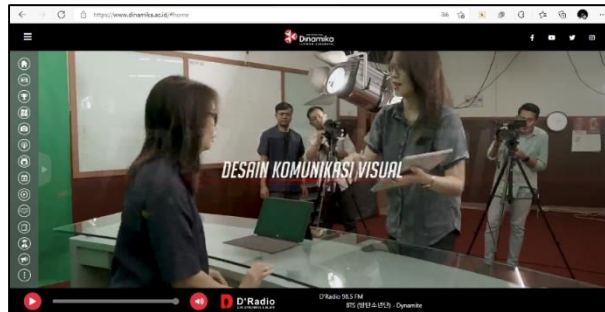 https://www.dinamika.ac.id/#home
Dinamika
DESAIN KOMUNIKASI VISUAL
D'Radio
D'Radio 98.5 FM
BTS (방탄소년단) - Dynamite